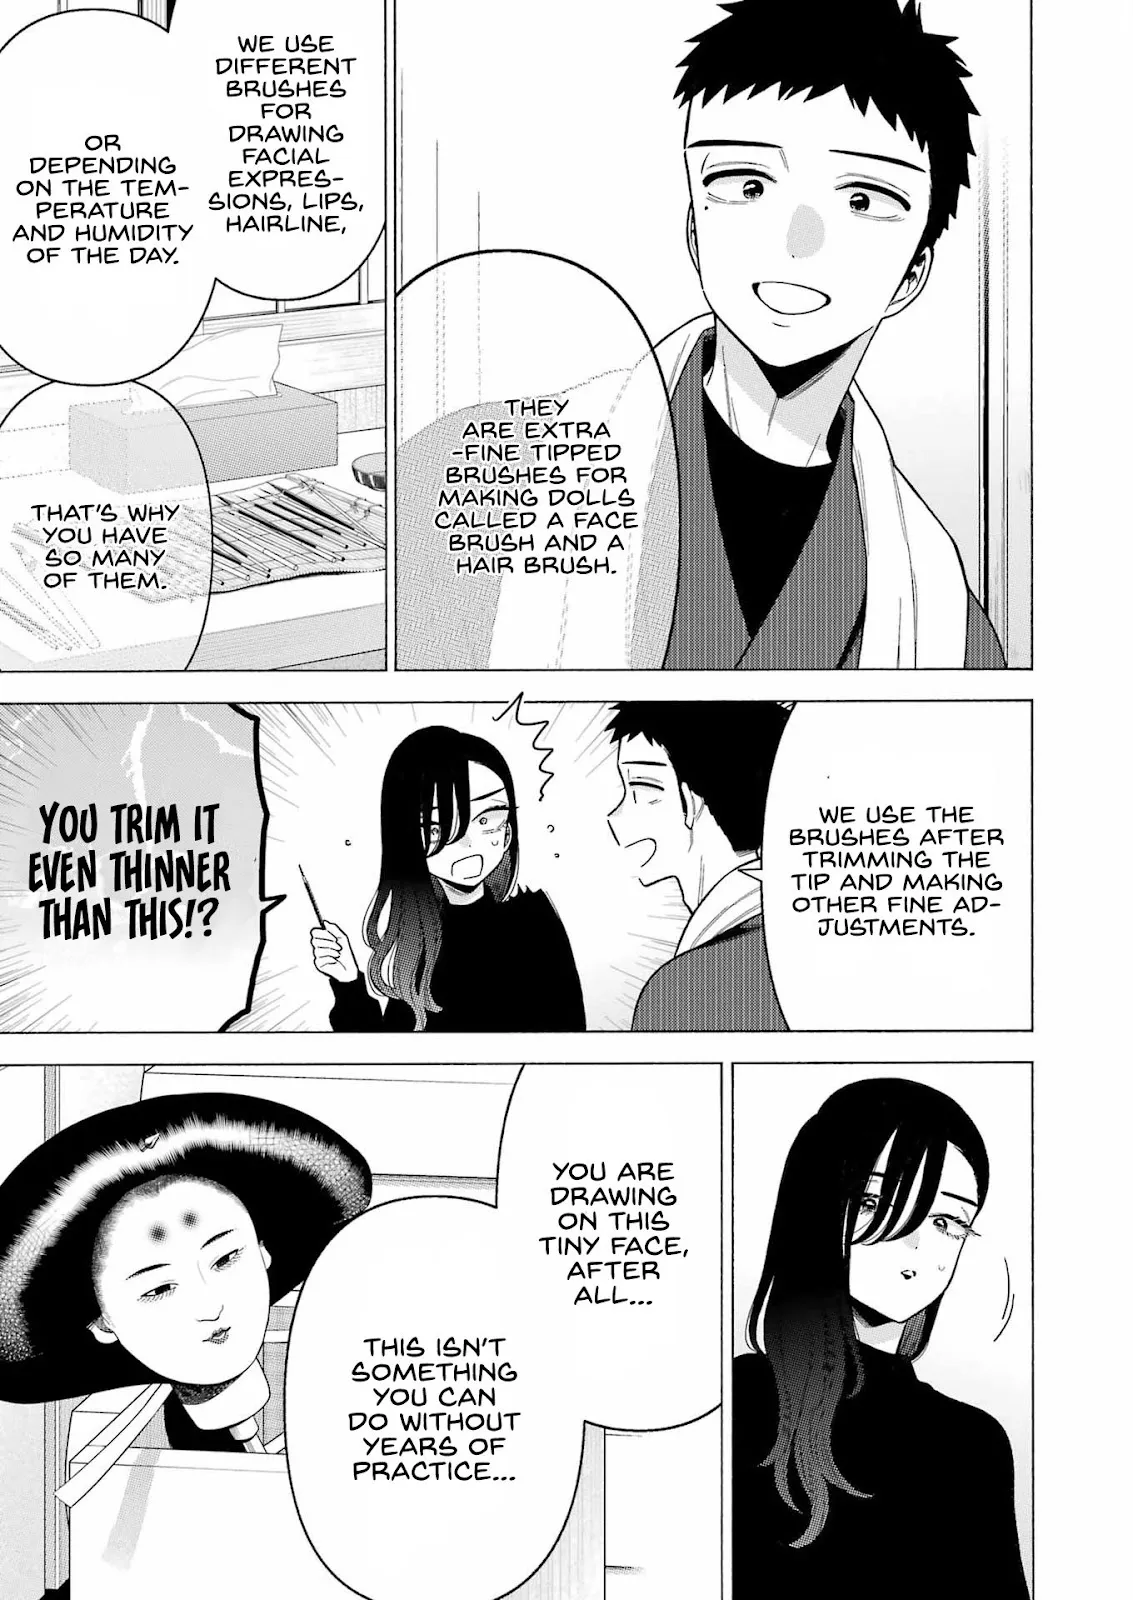 THEY
ARE EXTRA
-FINE TIPPED
BRUSHES FOR
MAKING DOLLS
CALLED A FACE
BRUSH AND A
HAIR BRUSH.
WE USE
DIFFERENT
BRUSHES
FOR
DRAWING
FACIAL
EXPRES-
SIONS, LIPS,
HAIRLINE,
OR
DEPENDING
ON THE TEM-
PERATURE
AND HUMIDITY
OF THE DAY.
THAT'S WHY
YOU HAVE
SO MANY
OF THEM.
WE USE THE
BRUSHES AFTER
TRIMMING THE
TIP AND MAKING
OTHER FINE AD-
JUSTMENTS.
YOU TRIM IT
EVEN THINNER
THAN THIS!?
YOU ARE
DRAWING
ON THIS
TINY FACE,
AFTER
ALL...
THIS ISN'T
SOMETHING
YOU CAN
DO WITHOUT
YEARS OF
PRACTICE...